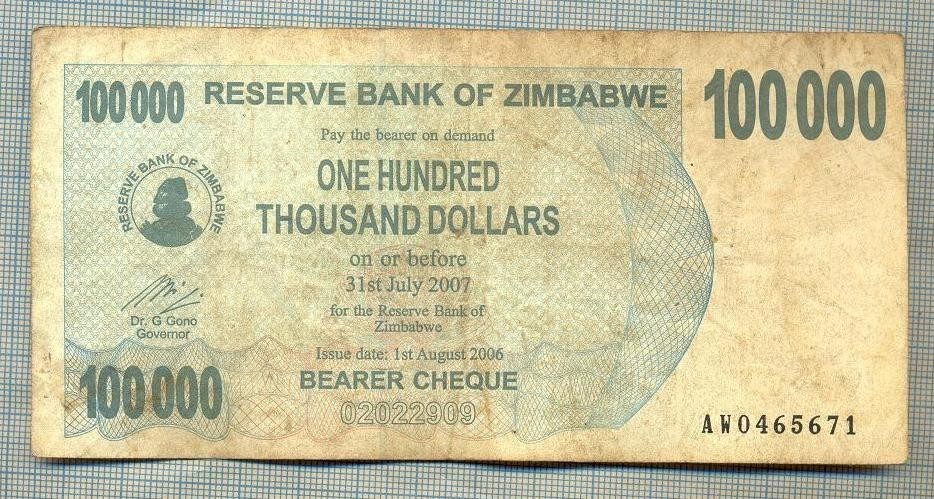 100 000 RESERVE BANK OF ZIMBABWE 100 000
Pay the bearer on demand
ONE HUNDRED
THOUSAND DOLLARS
RESERVE BANK OF ZIMBABWE
on or before
31st July 2007
for the Reserve Bank of
Zimbabwe
Dr. G Gono
Governor
Issue date: 1st August 2006
100 000 BEARER CHEQUE
02022909
AW0465671